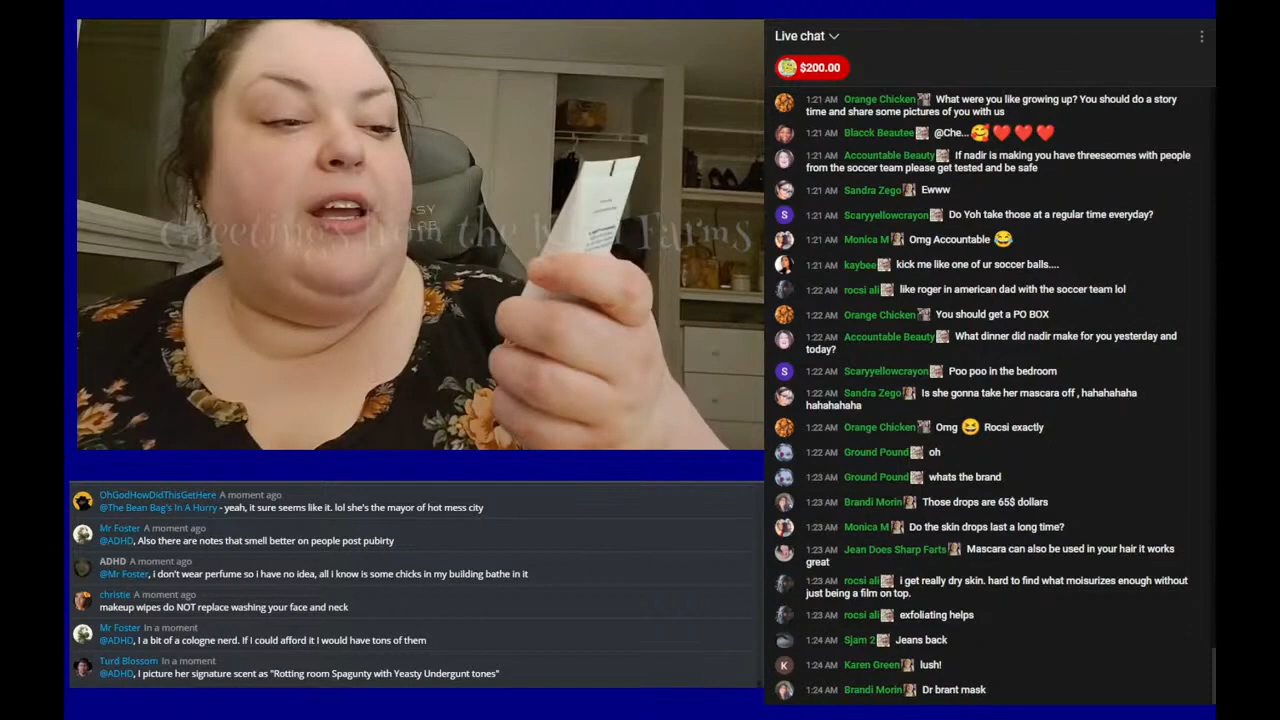 Greetings from the Kiwi Farms
Live chat
$200.00
1:21 AM Orange Chicken What were you like growing up? You should do a story
time and share some pictures of you with us
1:21 AM Blacck Beautee @Che...🥰❤️❤️❤️
1:21 AM Accountable Beauty If nadir is making you have threeseomes with people
from the soccer team please get tested and be safe
1:21 AM Sandra Zego Ewww
S 1:21 AM Scaryyellowcrayon Do Yoh take those at a regular time everyday?
1:21 AM Monica M Omg Accountable 😂
1:21 AM kaybee kick me like one of ur soccer balls....
1:22 AM rocsi ali like roger in american dad with the soccer team lol
1:22 AM Orange Chicken You should get a PO BOX
1:22 AM Accountable Beauty What dinner did nadir make for you yesterday and
today?
S 1:22 AM Scaryyellowcrayon Poo poo in the bedroom
1:22 AM Sandra Zego Is she gonna take her mascara off , hahahahaha
hahahahaha
1:22 AM Orange Chicken Omg 😆 Rocsi exactly
1:22 AM Ground Pound oh
1:23 AM Ground Pound whats the brand
1:23 AM Brandi Morin Those drops are 65$ dollars
1:23 AM Monica M Do the skin drops last a long time?
1:23 AM Jean Does Sharp Farts Mascara can also be used in your hair it works
great
1:23 AM rocsi ali i get really dry skin. hard to find what moisurizes enough without
just being a film on top.
1:23 AM rocsi ali exfoliating helps
1:24 AM Sjam 2 Jeans back
K 1:24 AM Karen Green lush!
1:24 AM Brandi Morin Dr brant mask
OhGodHowDidThisGetHere A moment ago
@The Bean Bag's In A Hurry - yeah, it sure seems like it. lol she's the mayor of hot mess city
Mr Foster A moment ago
@ADHD, Also there are notes that smell better on people post pubirty
ADHD A moment ago
@Mr Foster, i don't wear perfume so i have no idea, all i know is some chicks in my building bathe in it
christie A moment ago
makeup wipes do NOT replace washing your face and neck
Mr Foster In a moment
@ADHD, I a bit of a cologne nerd. If I could afford it I would have tons of them
Turd Blossom In a moment
@ADHD, I picture her signature scent as "Rotting room Spagunty with Yeasty Undergunt tones"